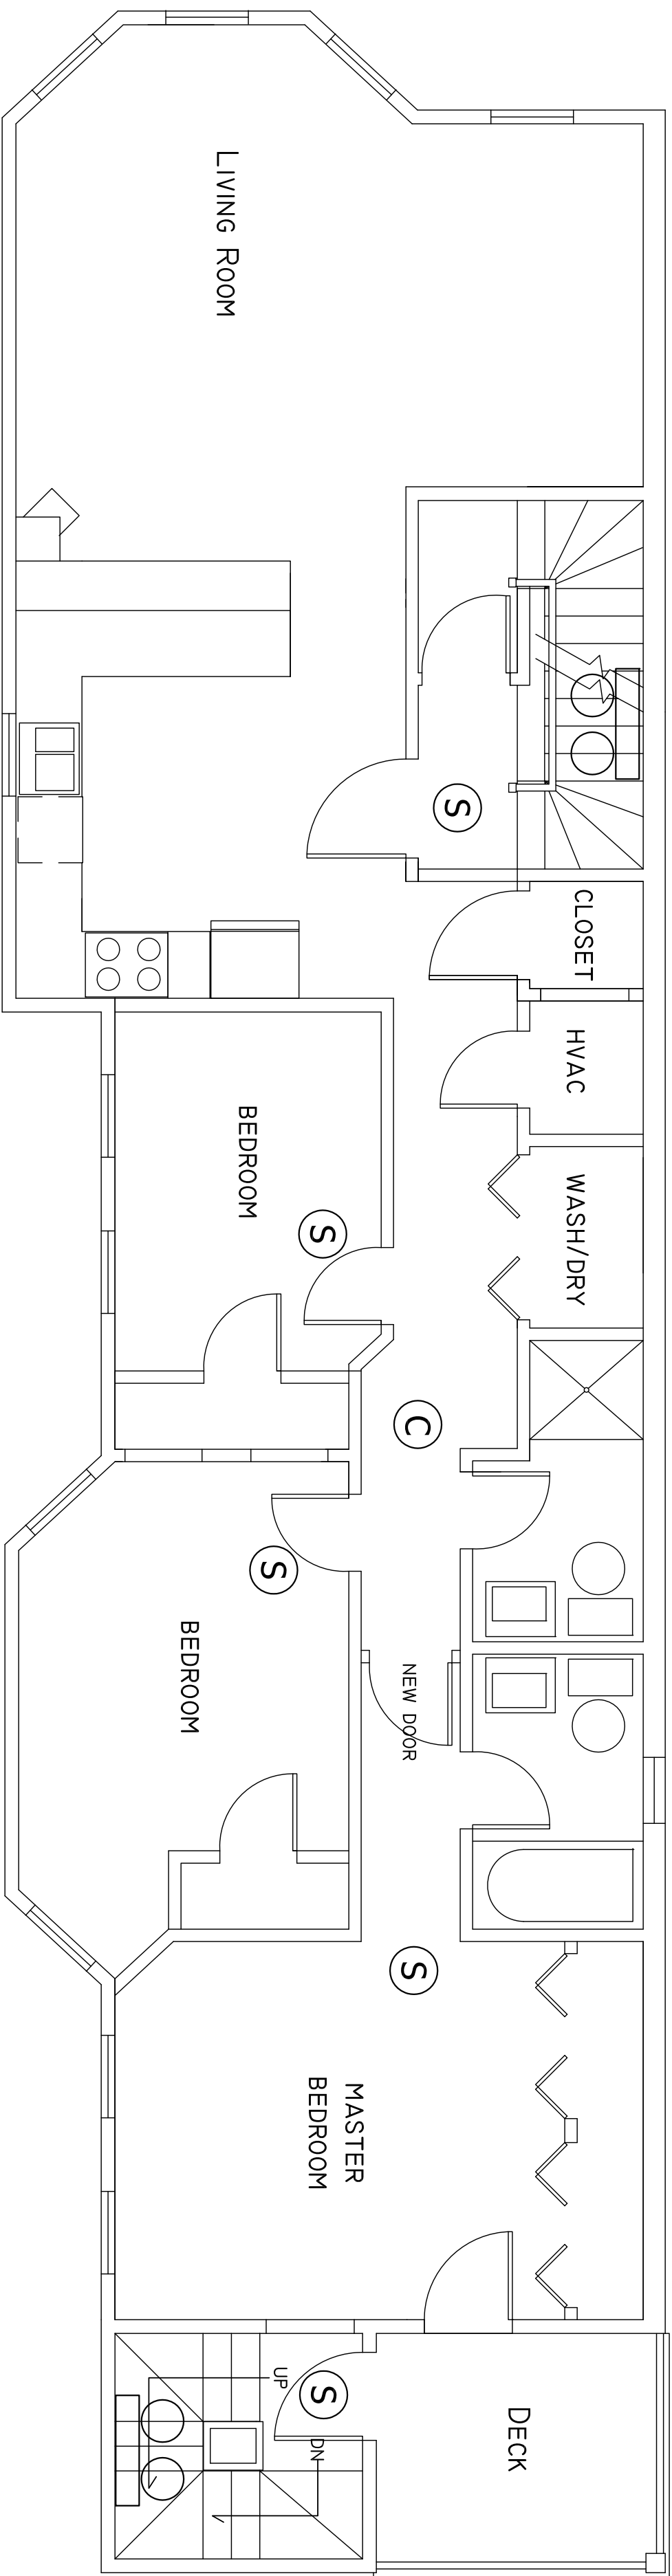 LIVING ROOM
S
CLOSET
HVAC
WASH/DRY
BEDROOM
S
C
S
BEDROOM
NEW DOOR
S
MASTER
BEDROOM
UP
S
DN
DECK